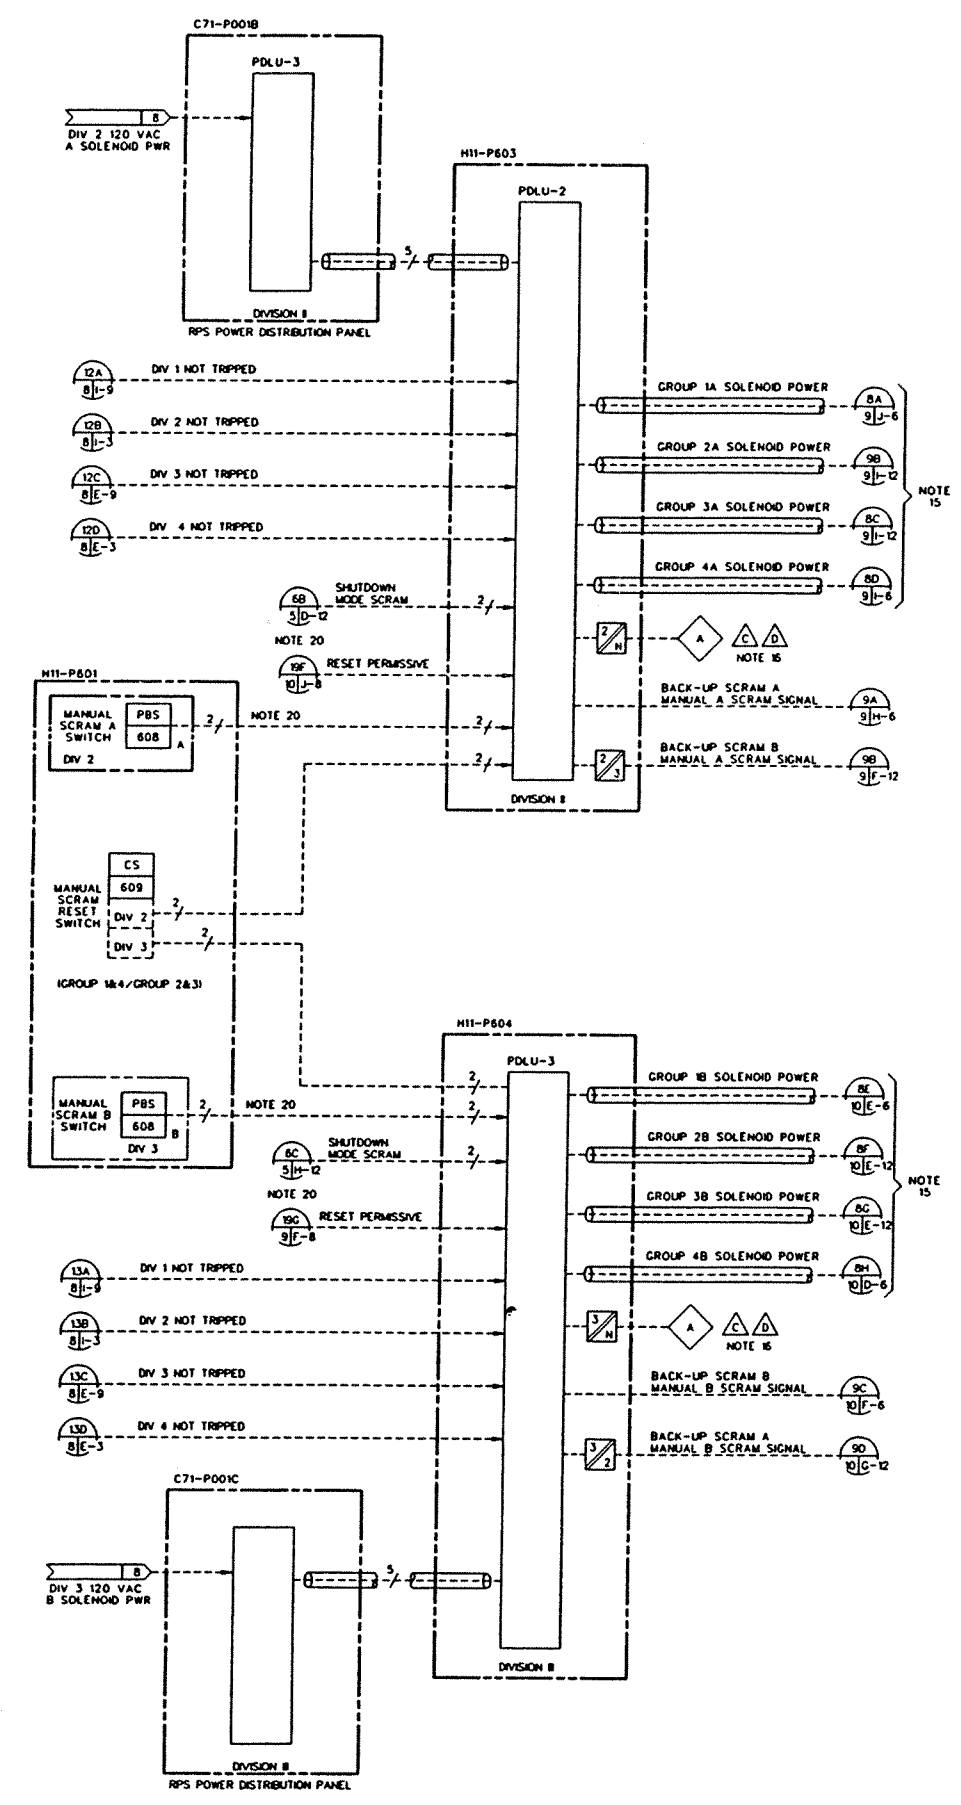 C71-P001B
PDLU-3
8
DIV 2 120 VAC
A SOLENOID PWR
5
DIVISION II
RPS POWER DISTRIBUTION PANEL
H11-P603
PDLU-2
12A
8 I-9
DIV 1 NOT TRIPPED
12B
8 I-3
DIV 2 NOT TRIPPED
12C
8 E-9
DIV 3 NOT TRIPPED
12D
8 E-3
DIV 4 NOT TRIPPED
6B
5 D-12
SHUTDOWN
MODE SCRAM
2
NOTE 20
19F
10 J-8
RESET PERMISSIVE
GROUP 1A SOLENOID POWER
8A
9 J-6
GROUP 2A SOLENOID POWER
9B
9 I-12
GROUP 3A SOLENOID POWER
8C
9 I-12
GROUP 4A SOLENOID POWER
8D
9 I-6
NOTE
15
2
N
A
C
D
NOTE 16
BACK-UP SCRAM A
MANUAL A SCRAM SIGNAL
9A
9 H-6
BACK-UP SCRAM B
MANUAL A SCRAM SIGNAL
2
3
9B
9 F-12
DIVISION II
H11-P601
MANUAL
SCRAM A
SWITCH
PBS
608
A
DIV 2
2
NOTE 20
2
2
CS
609
DIV 2
DIV 3
MANUAL
SCRAM
RESET
SWITCH
2
2
(GROUP 1&4/GROUP 2&3)
MANUAL
SCRAM B
SWITCH
PBS
608
B
DIV 3
2
NOTE 20
H11-P604
PDLU-3
2
2
6C
5 H-12
SHUTDOWN
MODE SCRAM
2
NOTE 20
19G
9 F-8
RESET PERMISSIVE
13A
8 I-9
DIV 1 NOT TRIPPED
13B
8 I-3
DIV 2 NOT TRIPPED
13C
8 E-9
DIV 3 NOT TRIPPED
13D
8 E-3
DIV 4 NOT TRIPPED
GROUP 1B SOLENOID POWER
8E
10 E-6
GROUP 2B SOLENOID POWER
8F
10 E-12
GROUP 3B SOLENOID POWER
8G
10 E-12
GROUP 4B SOLENOID POWER
8H
10 D-6
NOTE
15
3
N
A
C
D
NOTE 16
BACK-UP SCRAM B
MANUAL B SCRAM SIGNAL
9C
10 F-6
BACK-UP SCRAM A
MANUAL B SCRAM SIGNAL
3
2
9D
10 G-12
DIVISION III
C71-P001C
8
DIV 3 120 VAC
B SOLENOID PWR
5
DIVISION III
RPS POWER DISTRIBUTION PANEL